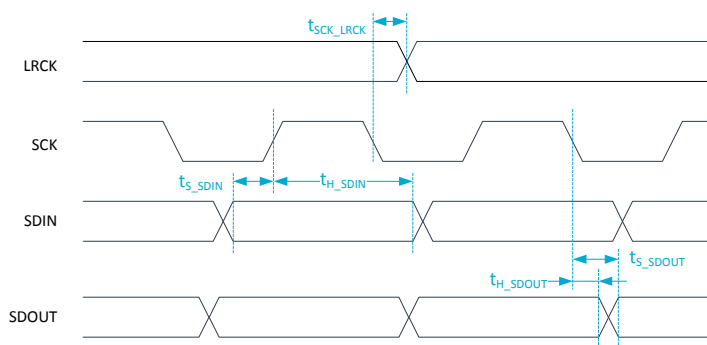 tSCK_LRCK
LRCK
SCK
tS_SDIN
tH_SDIN
SDIN
tS_SDOUT
tH_SDOUT
SDOUT